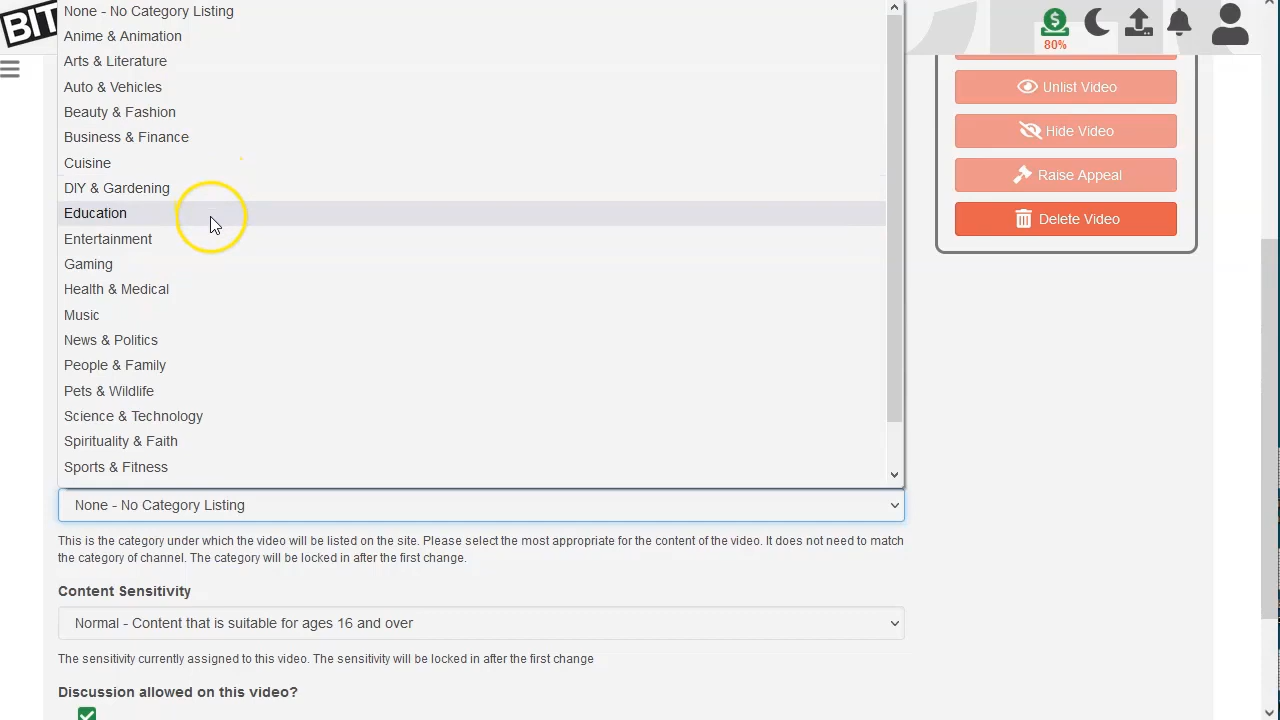 BIT
None - No Category Listing
Anime & Animation
Arts & Literature
Auto & Vehicles
Beauty & Fashion
Business & Finance
Cuisine
DIY & Gardening
Education
Entertainment
Gaming
Health & Medical
Music
News & Politics
People & Family
Pets & Wildlife
Science & Technology
Spirituality & Faith
Sports & Fitness
None - No Category Listing
This is the category under which the video will be listed on the site. Please select the most appropriate for the content of the video. It does not need to match
the category of channel. The category will be locked in after the first change.
Content Sensitivity
Normal - Content that is suitable for ages 16 and over
The sensitivity currently assigned to this video. The sensitivity will be locked in after the first change
Discussion allowed on this video?
$
80%
Unlist Video
Hide Video
Raise Appeal
Delete Video